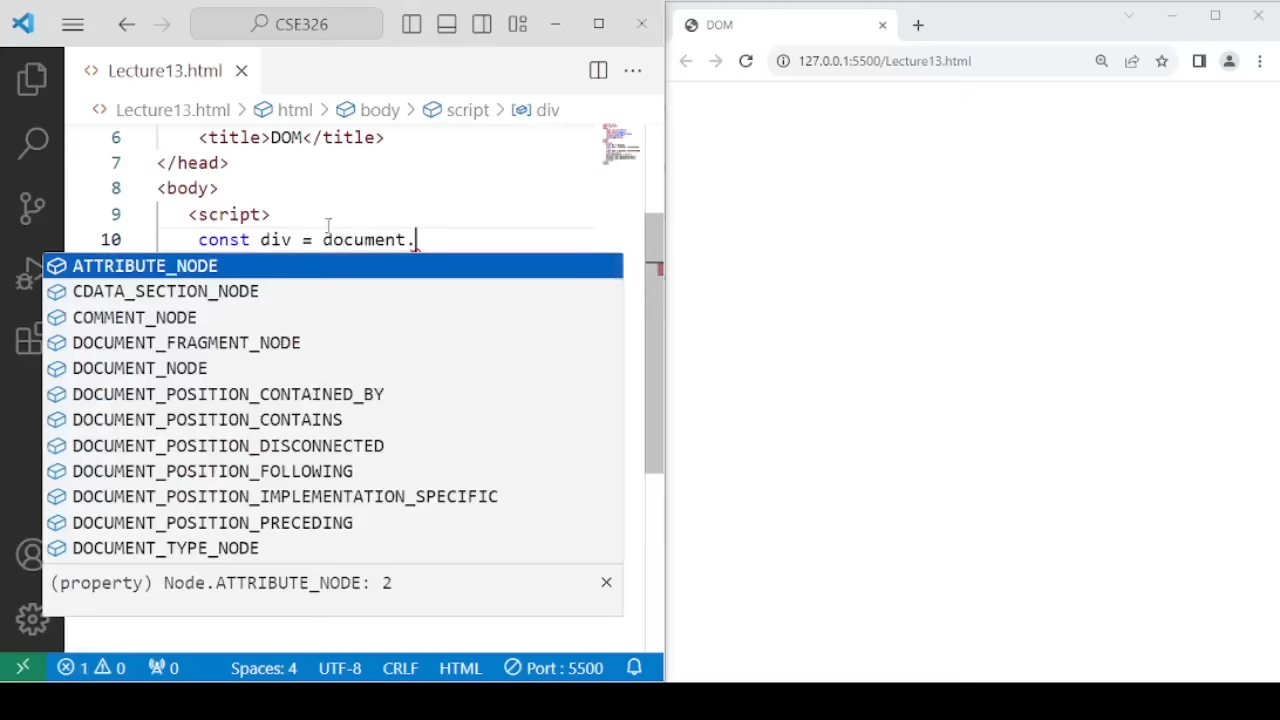 CSE326
Lecture13.html
Lecture13.html > html > body > script > div
6 <title>DOM</title>
7 </head>
8 <body>
9 <script>
10 const div = document.
ATTRIBUTE_NODE
CDATA_SECTION_NODE
COMMENT_NODE
DOCUMENT_FRAGMENT_NODE
DOCUMENT_NODE
DOCUMENT_POSITION_CONTAINED_BY
DOCUMENT_POSITION_CONTAINS
DOCUMENT_POSITION_DISCONNECTED
DOCUMENT_POSITION_FOLLOWING
DOCUMENT_POSITION_IMPLEMENTATION_SPECIFIC
DOCUMENT_POSITION_PRECEDING
DOCUMENT_TYPE_NODE
(property) Node.ATTRIBUTE_NODE: 2
1 0 0 Spaces: 4 UTF-8 CRLF HTML Port : 5500
DOM
127.0.0.1:5500/Lecture13.html